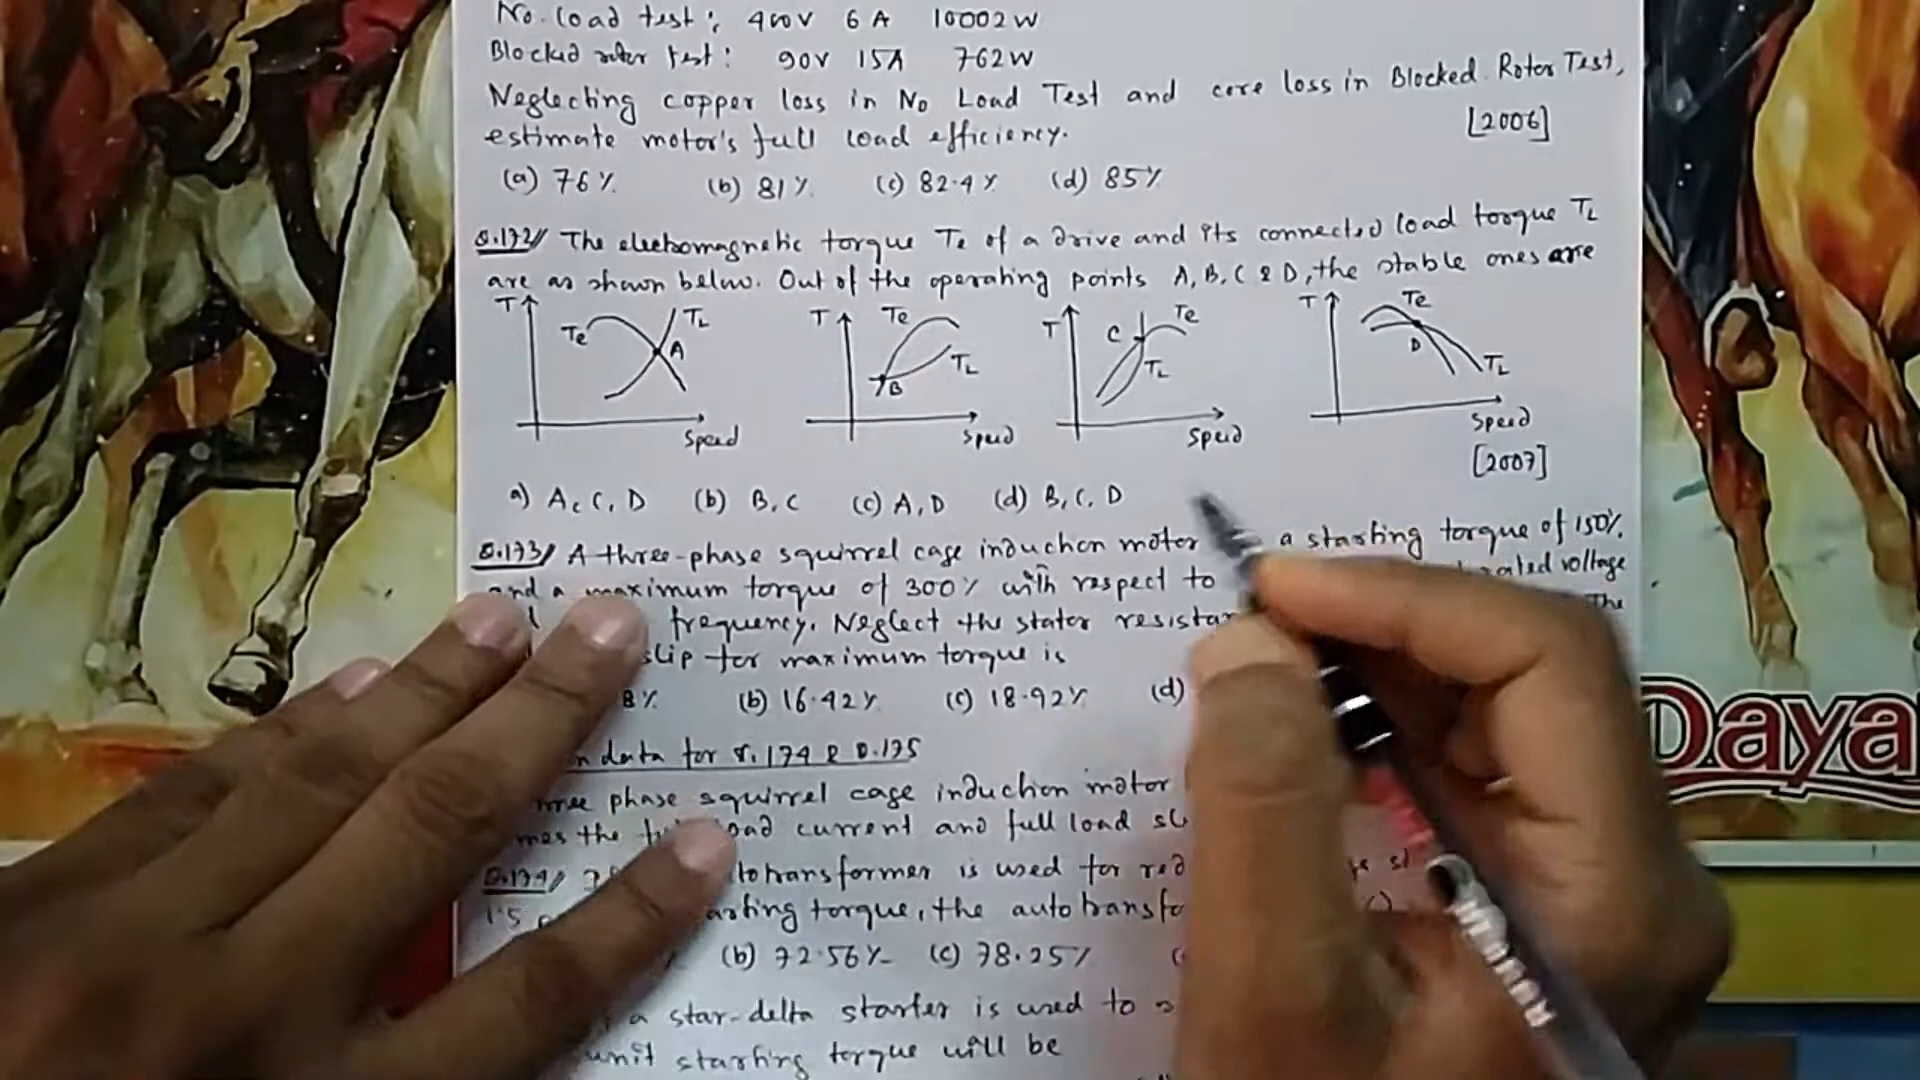 No. load test: 400V 6A 10002W
Blocked rotor test: 90V 15A 762W
Neglecting copper loss in No Load Test and core loss in Blocked Rotor Test,
estimate motor's full load efficiency. [2006]
(a) 76% (b) 81% (c) 82.4% (d) 85%
Q.172// The electromagnetic torque Te of a drive and its connected load torque TL
are as shown below. Out of the operating points A, B, C & D, the stable ones are
T Te TL A Speed
T Te TL B Speed
T C Te TL Speed
T Te D TL Speed
[2007]
a) A, C, D (b) B, C (c) A, D (d) B, C, D
Q.173// A three-phase squirrel cage induction motor a starting torque of 150%
and a maximum torque of 300% with respect to rated voltage
frequency. Neglect the stator The
slip for maximum torque is
8% (b) 16.42% (c) 18.92% (d)
data for Q.174 & Q.175
phase squirrel cage induction motor
the load current and full load
Q.174// is used for
starting torque, the
(b) 72.56% (c) 78.25%
a star-delta starter is used to
unit starting torque will be
Daya
REYNOLDS